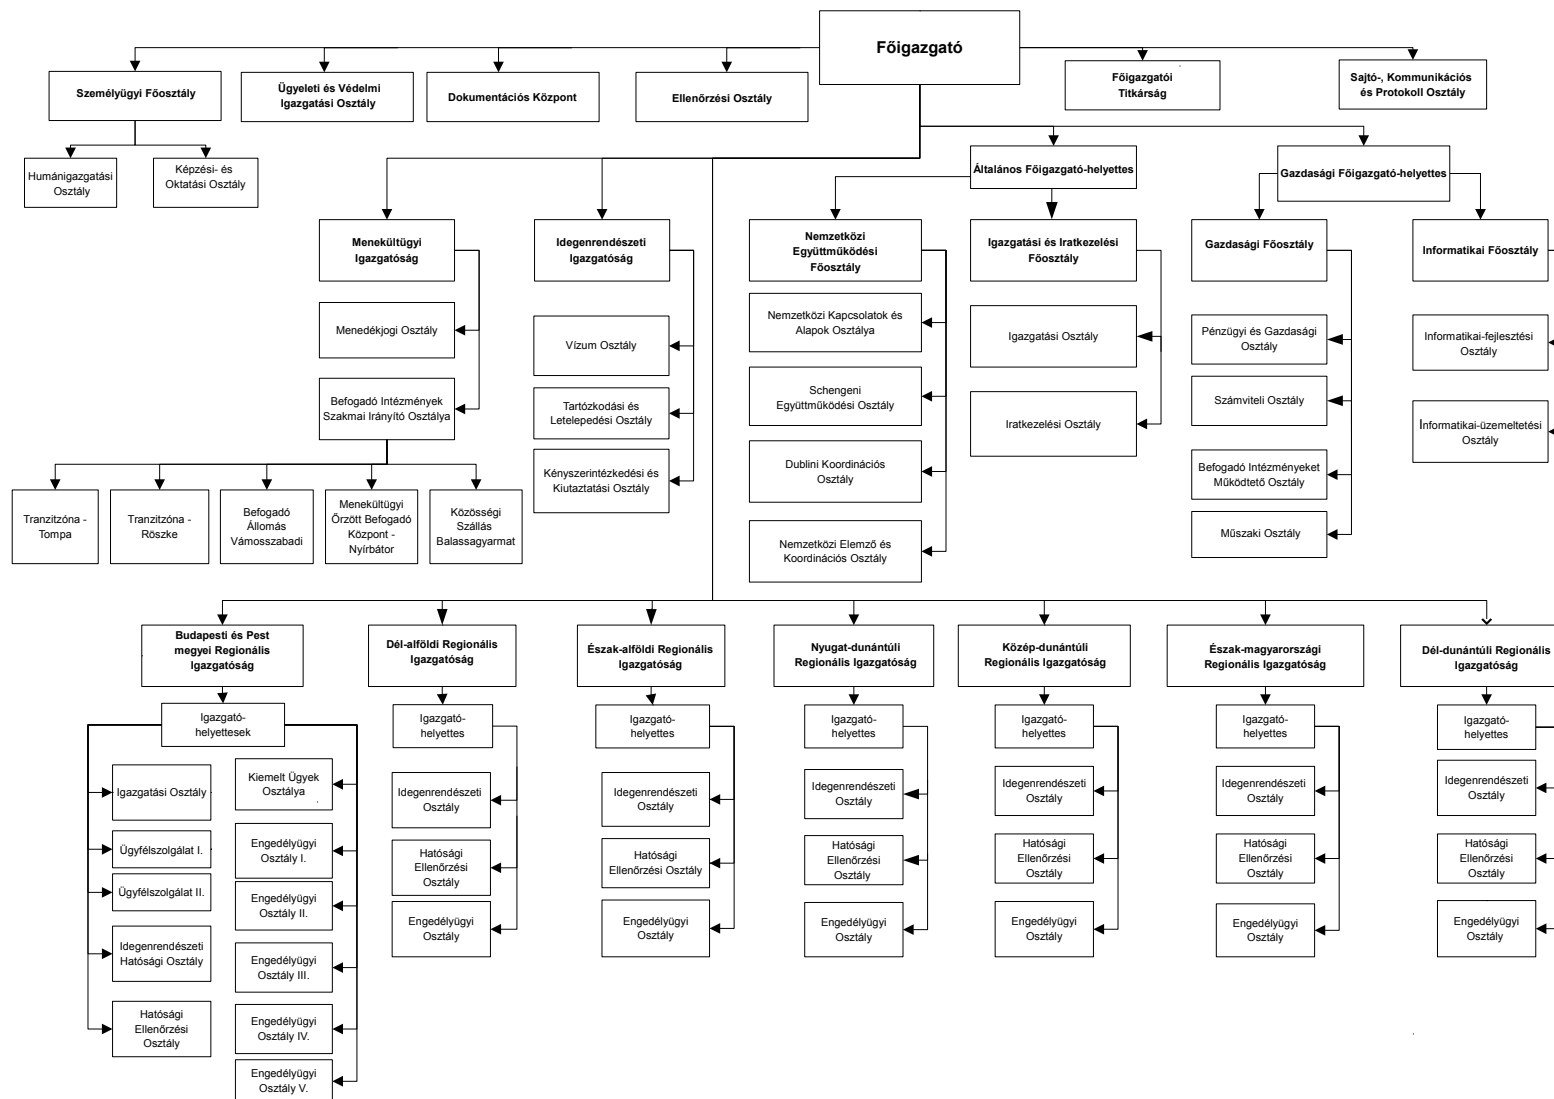 Főigazgató
Személyügyi Főosztály
Ügyeleti és Védelmi
Igazgatási Osztály
Dokumentációs Központ
Ellenőrzési Osztály
Főigazgatói
Titkárság
Sajtó-, Kommunikációs
és Protokoll Osztály
Humánigazgatási
Osztály
Képzési- és
Oktatási Osztály
Általános Főigazgató-helyettes
Gazdasági Főigazgató-helyettes
Menekültügyi
Igazgatóság
Idegenrendészeti
Igazgatóság
Nemzetközi
Együttműködési
Főosztály
Igazgatási és Iratkezelési
Főosztály
Gazdasági Főosztály
Informatikai Főosztály
Menedékjogi Osztály
Befogadó Intézmények
Szakmai Irányító Osztálya
Vízum Osztály
Tartózkodási és
Letelepedési Osztály
Kényszerintézkedési és
Kiutaztatási Osztály
Nemzetközi Kapcsolatok és
Alapok Osztálya
Schengeni
Együttműködési Osztály
Dublini Koordinációs
Osztály
Nemzetközi Elemző és
Koordinációs Osztály
Igazgatási Osztály
Iratkezelési Osztály
Pénzügyi és Gazdasági
Osztály
Számviteli Osztály
Befogadó Intézményeket
Működtető Osztály
Műszaki Osztály
Informatikai-fejlesztési
Osztály
Informatikai-üzemeltetési
Osztály
Tranzitzóna -
Tompa
Tranzitzóna -
Röszke
Befogadó
Állomás
Vámosszabadi
Menekültügyi
Őrzött Befogadó
Központ -
Nyírbátor
Közösségi
Szállás
Balassagyarmat
Budapesti és Pest
megyei Regionális
Igazgatóság
Dél-alföldi Regionális
Igazgatóság
Észak-alföldi Regionális
Igazgatóság
Nyugat-dunántúli
Regionális Igazgatóság
Közép-dunántúli
Regionális Igazgatóság
Észak-magyarországi
Regionális Igazgatóság
Dél-dunántúli Regionális
Igazgatóság
Igazgató-
helyettesek
Igazgatási Osztály
Ügyfélszolgálat I.
Ügyfélszolgálat II.
Idegenrendészeti
Hatósági Osztály
Hatósági
Ellenőrzési
Osztály
Kiemelt Ügyek
Osztálya
Engedélyügyi
Osztály I.
Engedélyügyi
Osztály II.
Engedélyügyi
Osztály III.
Engedélyügyi
Osztály IV.
Engedélyügyi
Osztály V.
Igazgató-
helyettes
Idegenrendészeti
Osztály
Hatósági
Ellenőrzési
Osztály
Engedélyügyi
Osztály
Igazgató-
helyettes
Idegenrendészeti
Osztály
Hatósági
Ellenőrzési Osztály
Engedélyügyi
Osztály
Igazgató-
helyettes
Idegenrendészeti
Osztály
Hatósági
Ellenőrzési
Osztály
Engedélyügyi
Osztály
Igazgató-
helyettes
Idegenrendészeti
Osztály
Hatósági
Ellenőrzési
Osztály
Engedélyügyi
Osztály
Igazgató-
helyettes
Idegenrendészeti
Osztály
Hatósági
Ellenőrzési
Osztály
Engedélyügyi
Osztály
Igazgató-
helyettes
Idegenrendészeti
Osztály
Hatósági
Ellenőrzési
Osztály
Engedélyügyi
Osztály